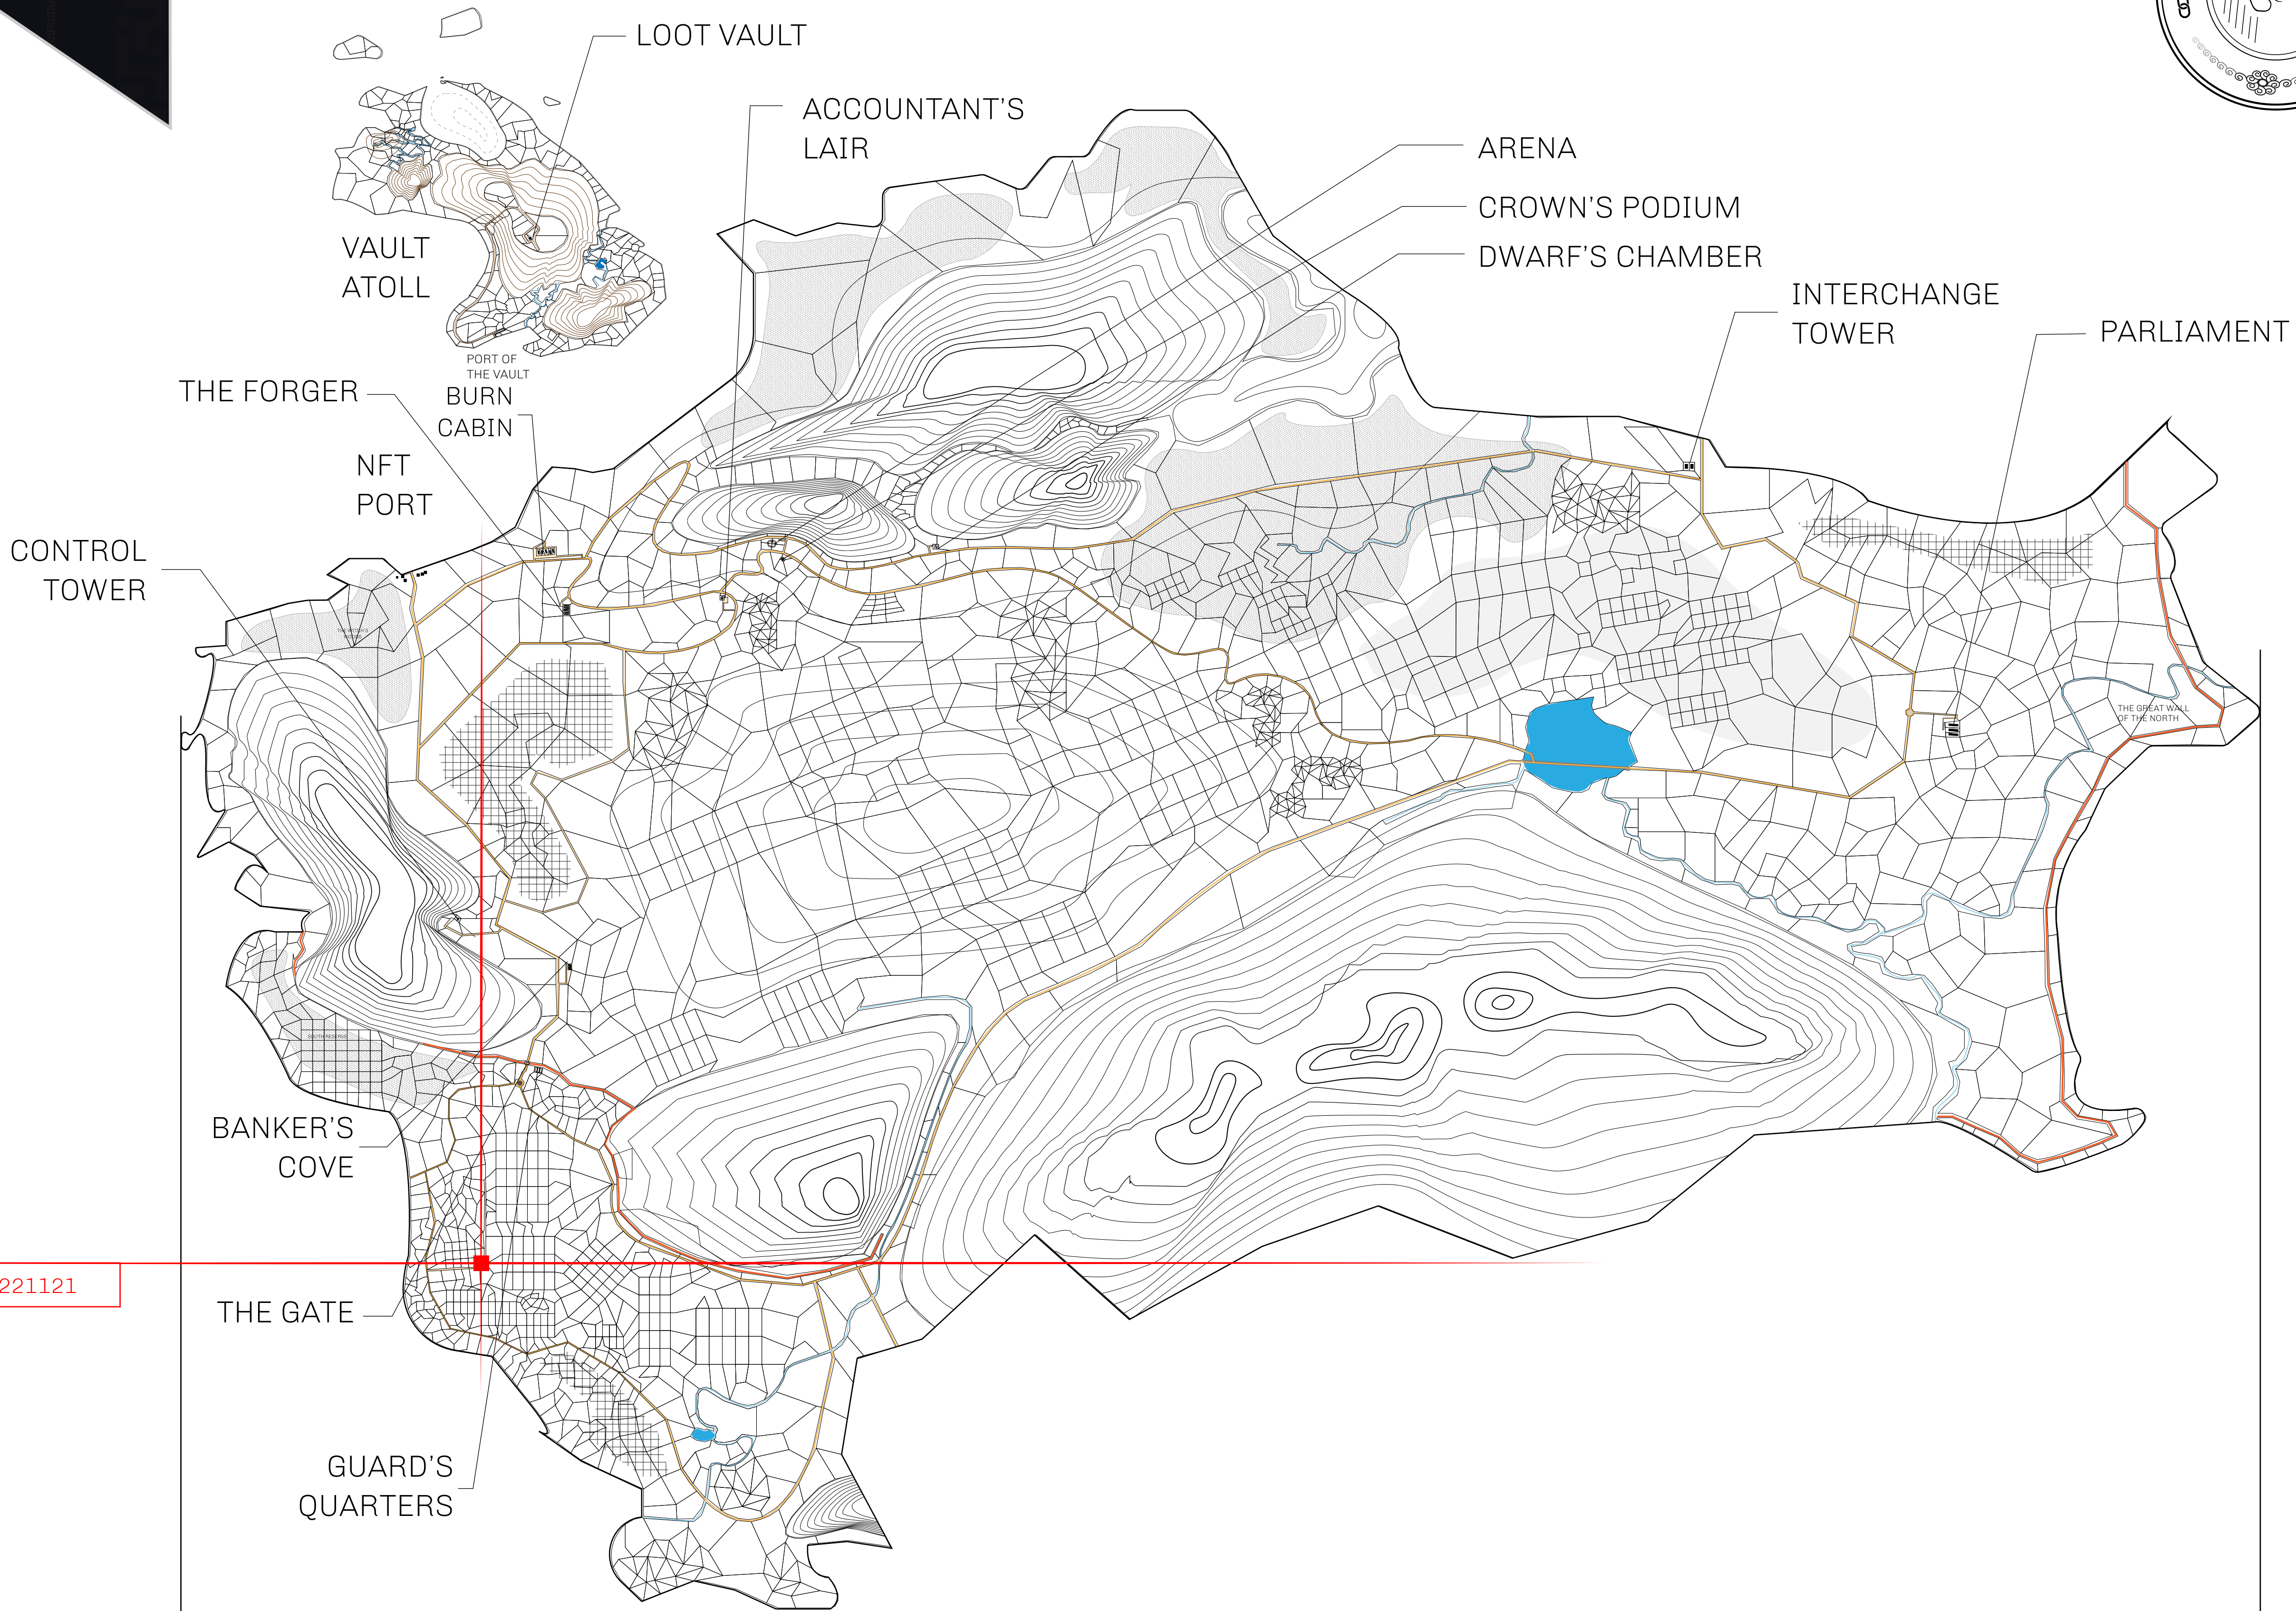 LOOT VAULT
ACCOUNTANT'S
LAIR
ARENA
CROWN'S PODIUM
DWARF'S CHAMBER
VAULT
ATOLL
INTERCHANGE
TOWER
PARLIAMENT
PORT OF
THE VAULT
THE FORGER
BURN
CABIN
NFT
PORT
CONTROL
TOWER
THE GREAT WALL
OF THE NORTH
SOUTH RESERVE
BANKER'S
COVE
221121
THE GATE
GUARD'S
QUARTERS